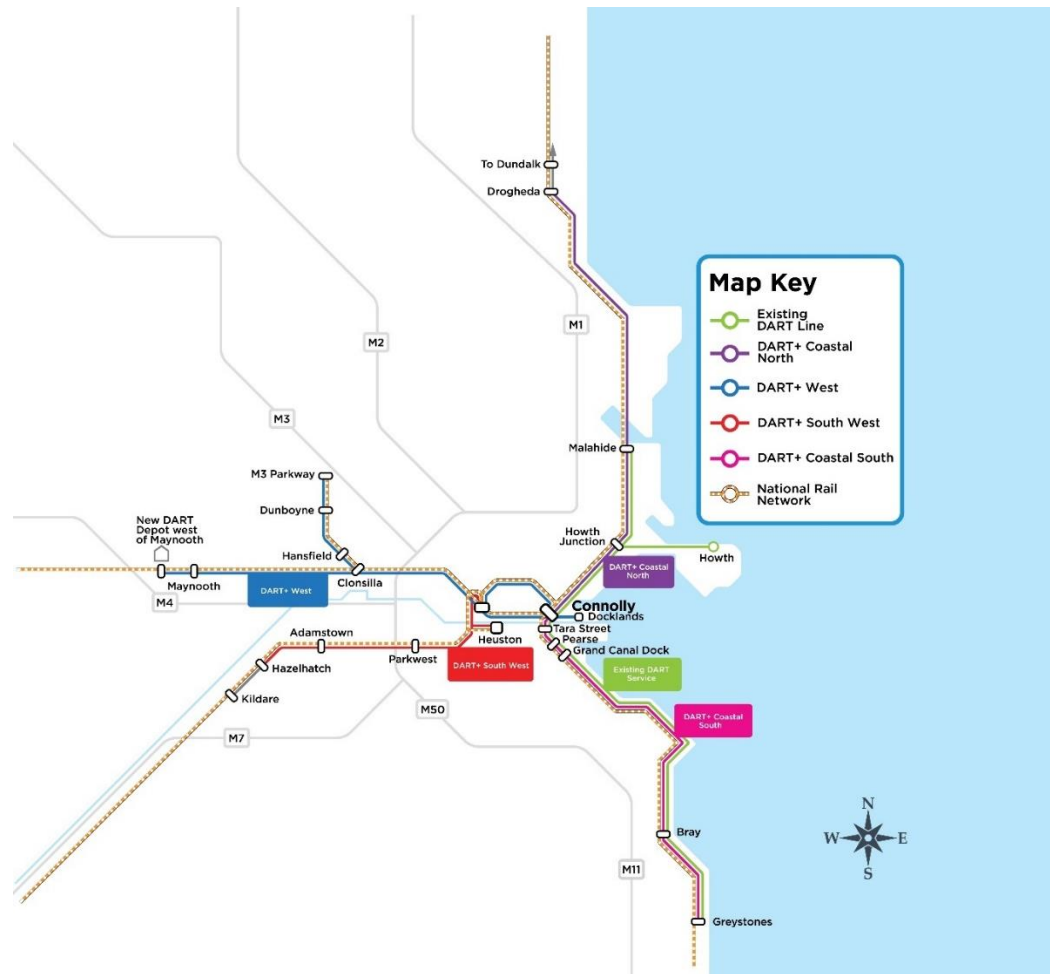 To Dundalk
Drogheda
M1
M2
M3
Map Key
Existing
DART Line
DART+ Coastal
North
DART+ West
DART+ South West
DART+ Coastal South
National Rail
Network
Malahide
M3 Parkway
Dunboyne
New DART
Depot west
of Maynooth
Howth
Junction
Howth
Hansfield
Clonsilla
Maynooth
DART+ Coastal
North
DART+ West
M4
Connolly
Docklands
Tara Street
Pearse
Grand Canal Dock
Heuston
Adamstown
Parkwest
Hazelhatch
Kildare
DART+ South West
Existing DART
Service
DART+ Coastal
South
M50
M7
M11
Bray
Greystones
N
W
E
S